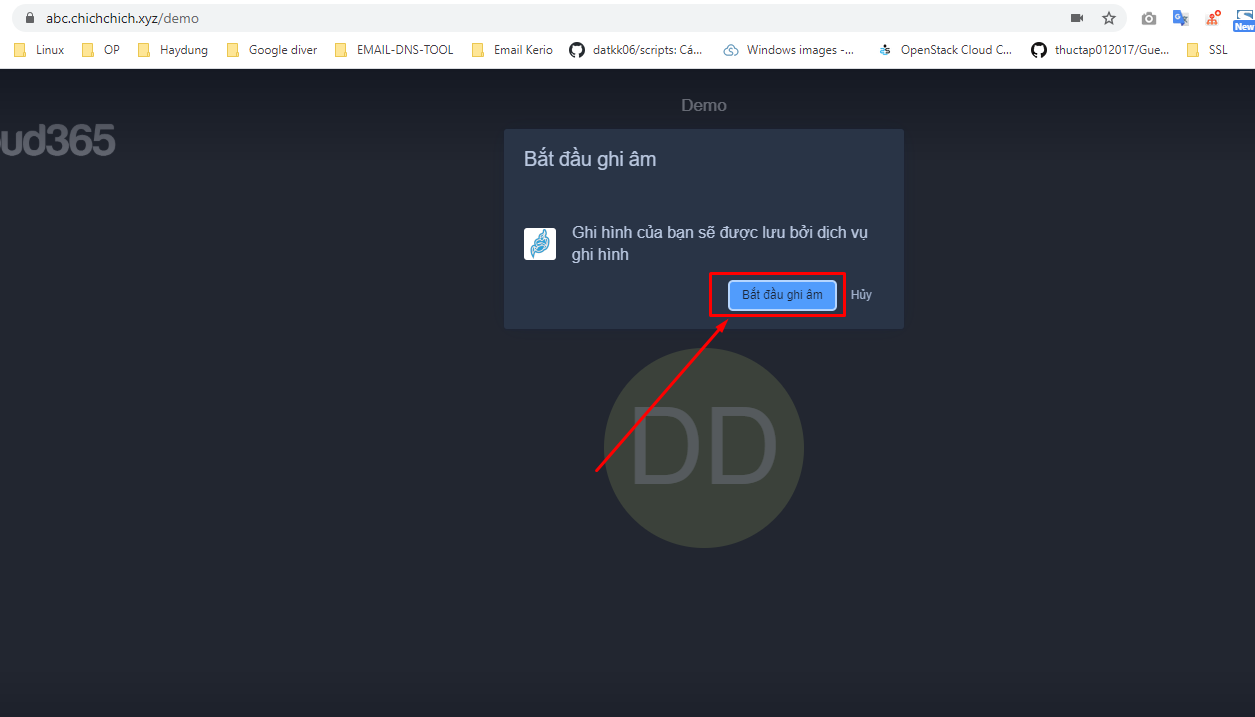 abc.chichchich.xyz/demo
New
Linux OP Haydung Google diver EMAIL-DNS-TOOL Email Kerio datkk06/scripts: Cá... Windows images -... OpenStack Cloud C... thuctap012017/Gue... SSL
Demo
oud365
Bắt đầu ghi âm
Ghi hình của bạn sẽ được lưu bởi dịch vụ
ghi hình
Bắt đầu ghi âm Hủy
DD